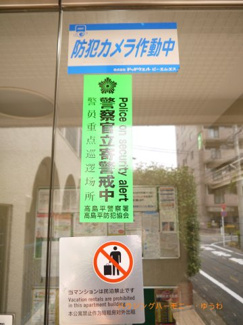 防犯カメラ作動中
Police on security alert
警察官立寄警戒中
警察重点巡邏場所
高島平警察署
高島平防犯協会
当マンションは民泊禁止です
Vacation rentals are prohibited
in this apartment building